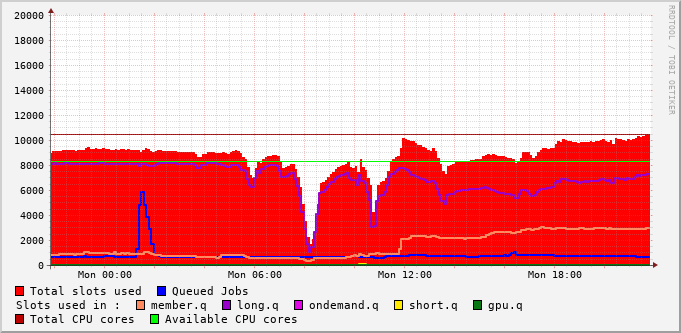 RRDTOOL / TOBI OETIKER
20000
18000
16000
14000
12000
10000
8000
6000
4000
2000
0
Mon 00:00 Mon 06:00 Mon 12:00 Mon 18:00
Total slots used Queued Jobs
Slots used in : member.q long.q ondemand.q short.q gpu.q
Total CPU cores Available CPU cores